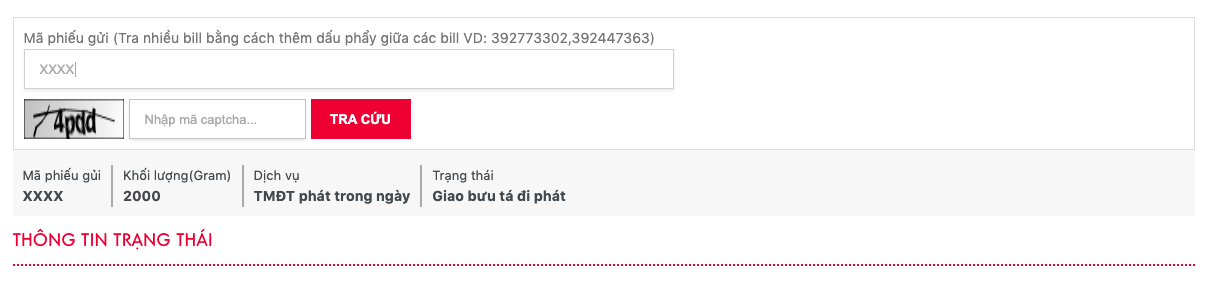 Mã phiếu gửi (Tra nhiều bill bằng cách thêm dấu phẩy giữa các bill VD: 392773302,392447363)
XXXX
74pdd Nhập mã captcha... TRA CỨU
Mã phiếu gửi Khối lượng(Gram) Dịch vụ Trạng thái
XXXX 2000 TMĐT phát trong ngày Giao bưu tá đi phát
THÔNG TIN TRẠNG THÁI